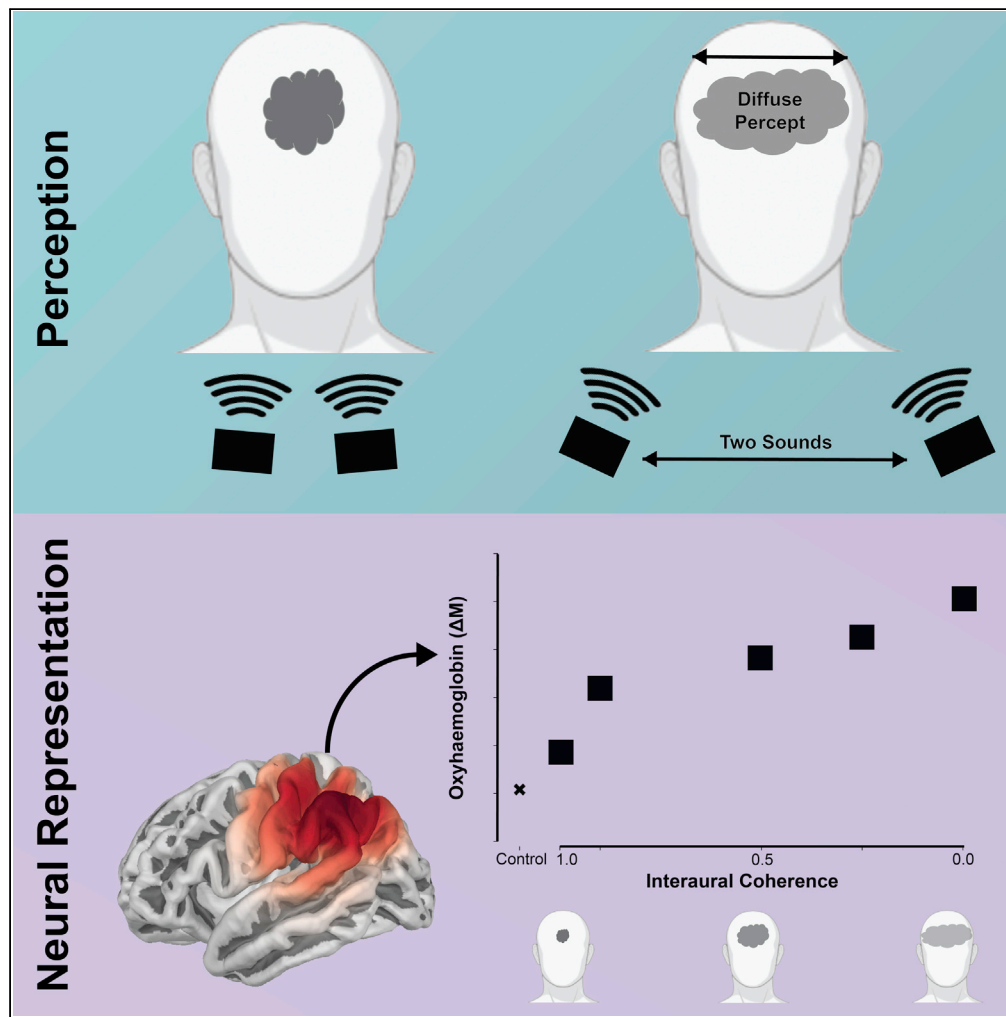 Perception
Diffuse
Percept
Two Sounds
Neural Representation
Oxyhaemoglobin (ΔM)
Control 1.0 0.5 0.0
Interaural Coherence